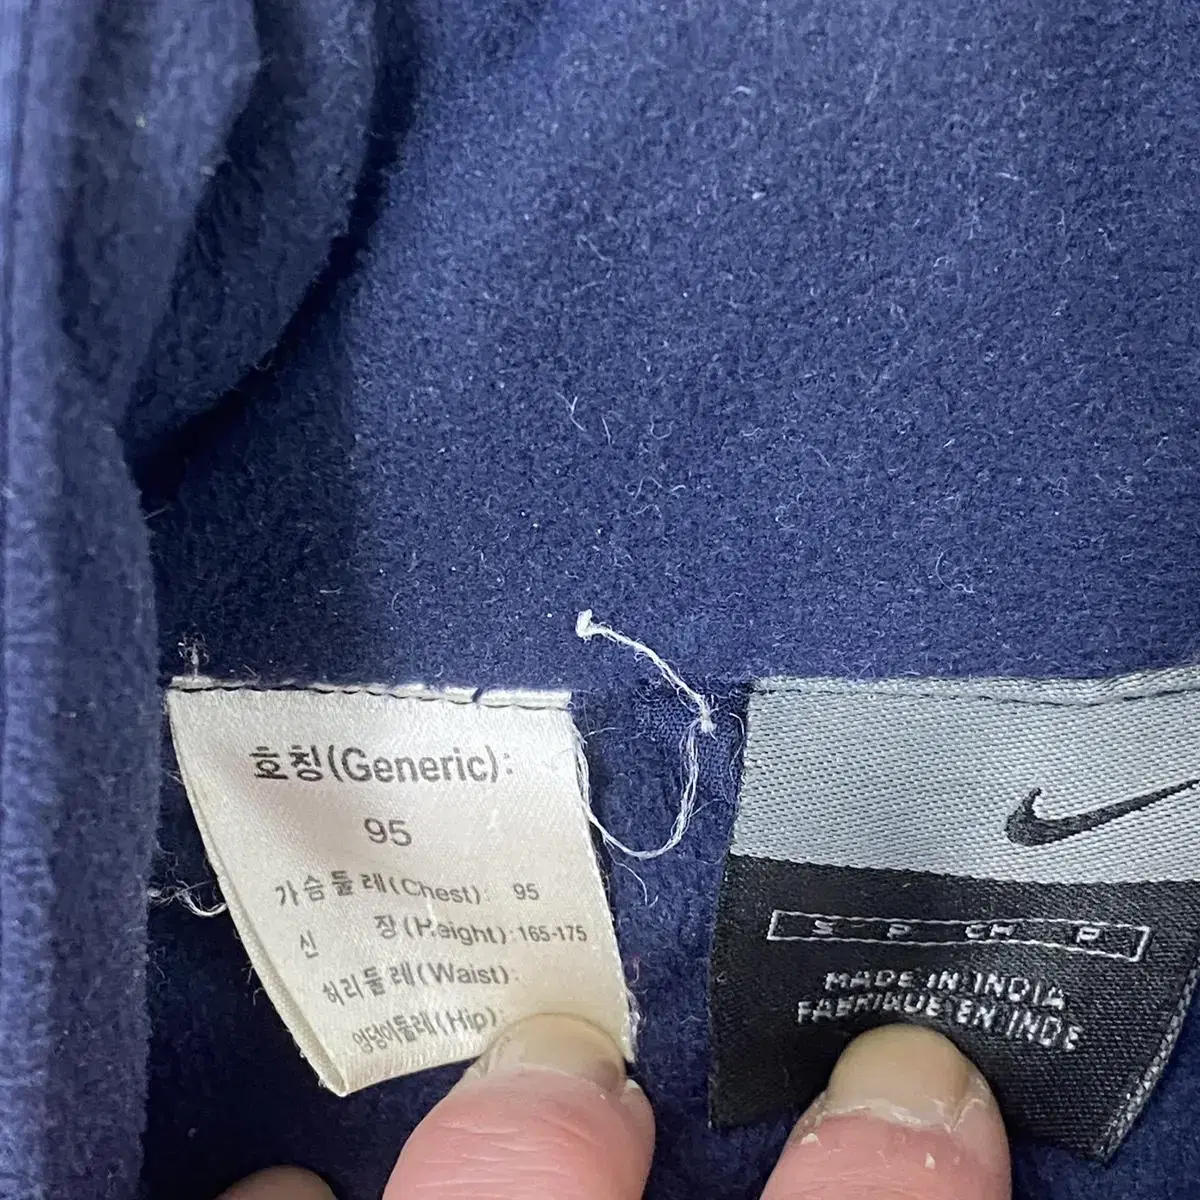 호칭(Generic):
95
가슴둘레(Chest): 95
신 장(Height):165-175
허리둘레(Waist):
엉덩이둘레(Hip):
S P CH P
MADE IN INDIA
FABRIQUE EN INDE